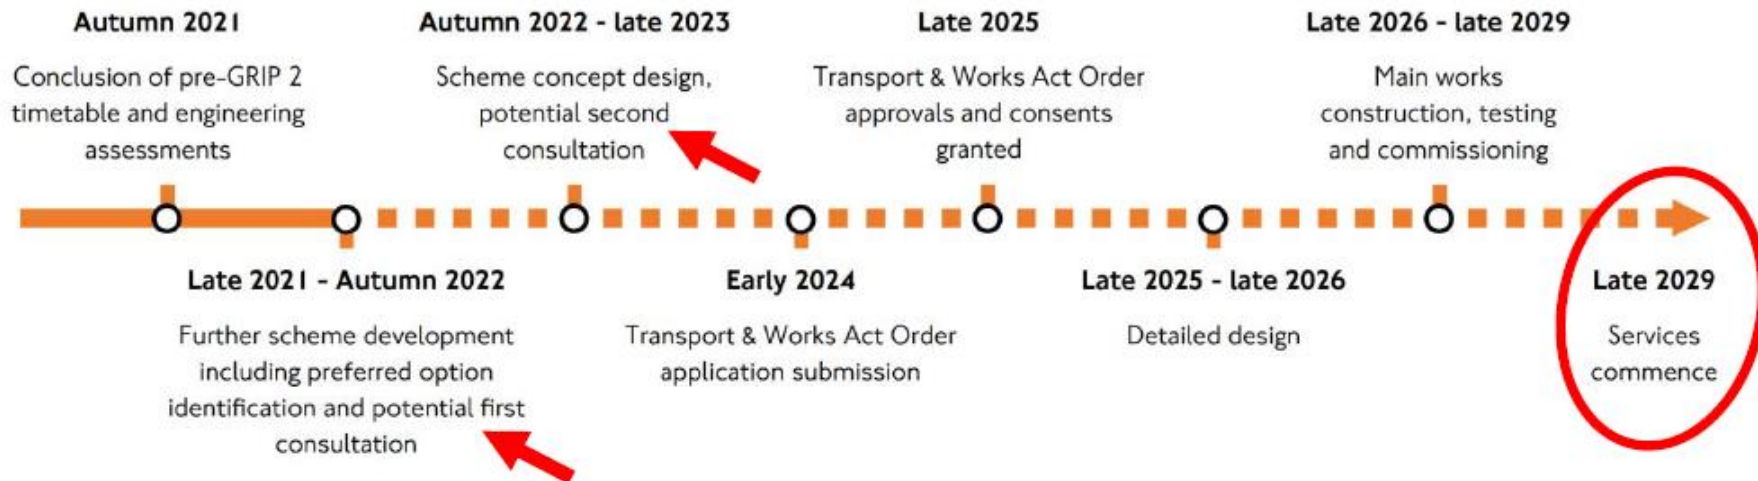 Autumn 2021
Conclusion of pre-GRIP 2
timetable and engineering
assessments
Late 2021 - Autumn 2022
Further scheme development
including preferred option
identification and potential first
consultation
Autumn 2022 - late 2023
Scheme concept design,
potential second
consultation
Early 2024
Transport & Works Act Order
application submission
Late 2025
Transport & Works Act Order
approvals and consents
granted
Late 2025 - late 2026
Detailed design
Late 2026 - late 2029
Main works
construction, testing
and commissioning
Late 2029
Services
commence